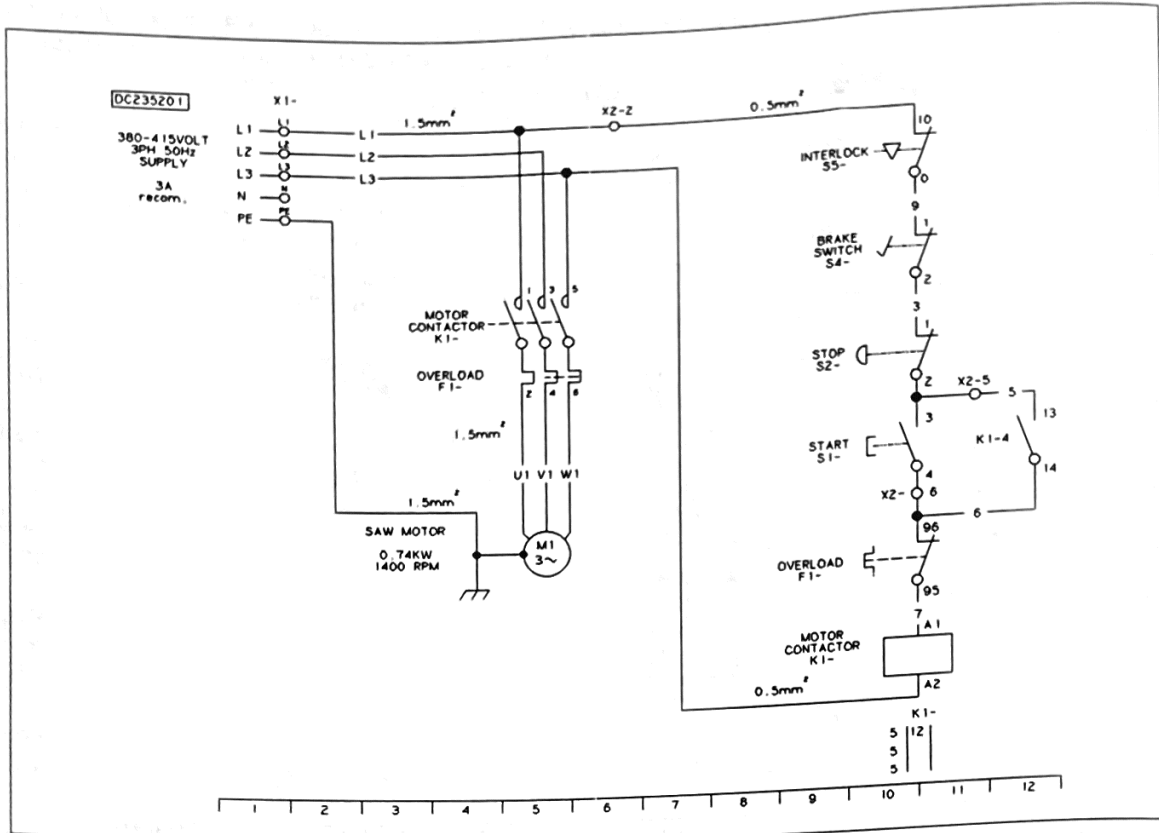 DC235201
X1-
380-415VOLT
3PH 50Hz
SUPPLY
3A
recom.
L1
L2
L3
N
PE
L1
L2
L3
N
PE
L1
L2
L3
1.5mm²
X2-2
0.5mm²
10
INTERLOCK
S5-
0
9
1
BRAKE
SWITCH
S4-
2
3
1
STOP
S2-
2
X2-5
5
3
13
START
S1-
K1-4
4
14
X2-
6
6
96
OVERLOAD
F1-
95
7
A1
MOTOR
CONTACTOR
K1-
A2
0.5mm²
K1-
5 12
5
5
1 3 5
MOTOR
CONTACTOR
K1-
OVERLOAD
F1-
2 4 6
1.5mm²
U1 V1 W1
1.5mm²
SAW MOTOR
0.74KW
1400 RPM
M1
3~
1 2 3 4 5 6 7 8 9 10 11 12